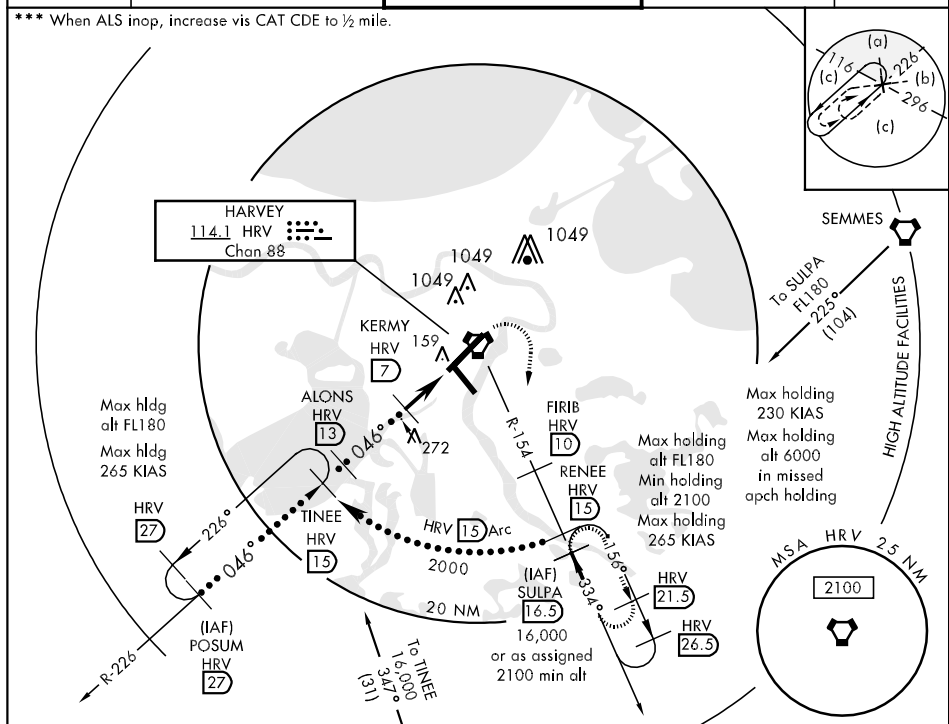 *** When ALS inop, increase vis CAT CDE to ½ mile.
(a)
116
226
(c)
(b)
296
(c)
HARVEY
114.1 HRV
Chan 88
1049
1049
1049
SEMMES
To SULPA
FL180
225°
(104)
HIGH ALTITUDE FACILITIES
KERMY
HRV
7
159
ALONS
HRV
13
272
046°
Max hldg
alt FL180
Max hldg
265 KIAS
HRV
27
226°
046°
TINEE
HRV
15
(IAF)
POSUM
HRV
27
R-226
R-154
FIRIB
HRV
10
RENEE
HRV
15
HRV 15 Arc
2000
20 NM
(IAF)
SULPA
16.5
16,000
or as assigned
2100 min alt
156°
334°
HRV
21.5
HRV
26.5
To TINEE
16,000
347°
(31)
Max holding
alt FL180
Min holding
alt 2100
Max holding
265 KIAS
Max holding
230 KIAS
Max holding
alt 6000
in missed
apch holding
MSA HRV 25 NM
2100